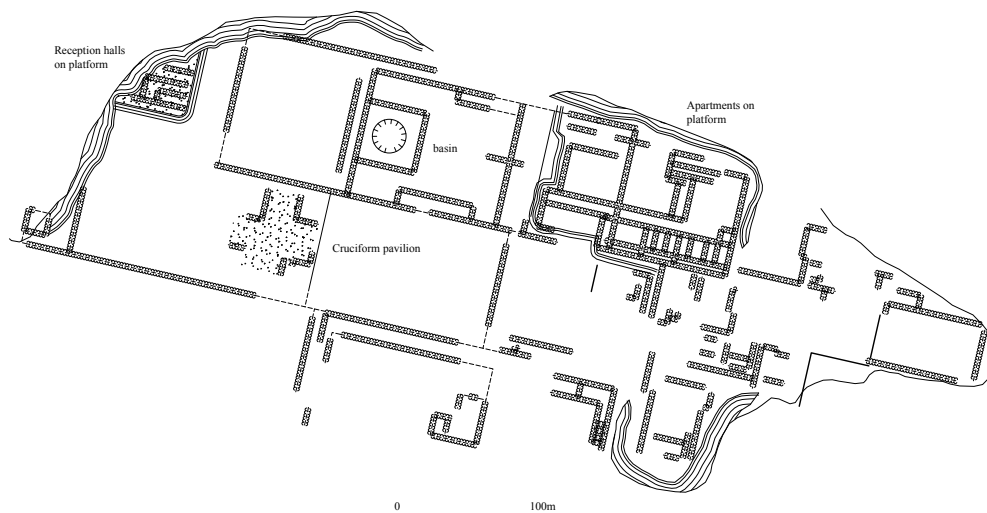 Reception halls
on platform
Apartments on
platform
basin
Cruciform pavilion
0 100m